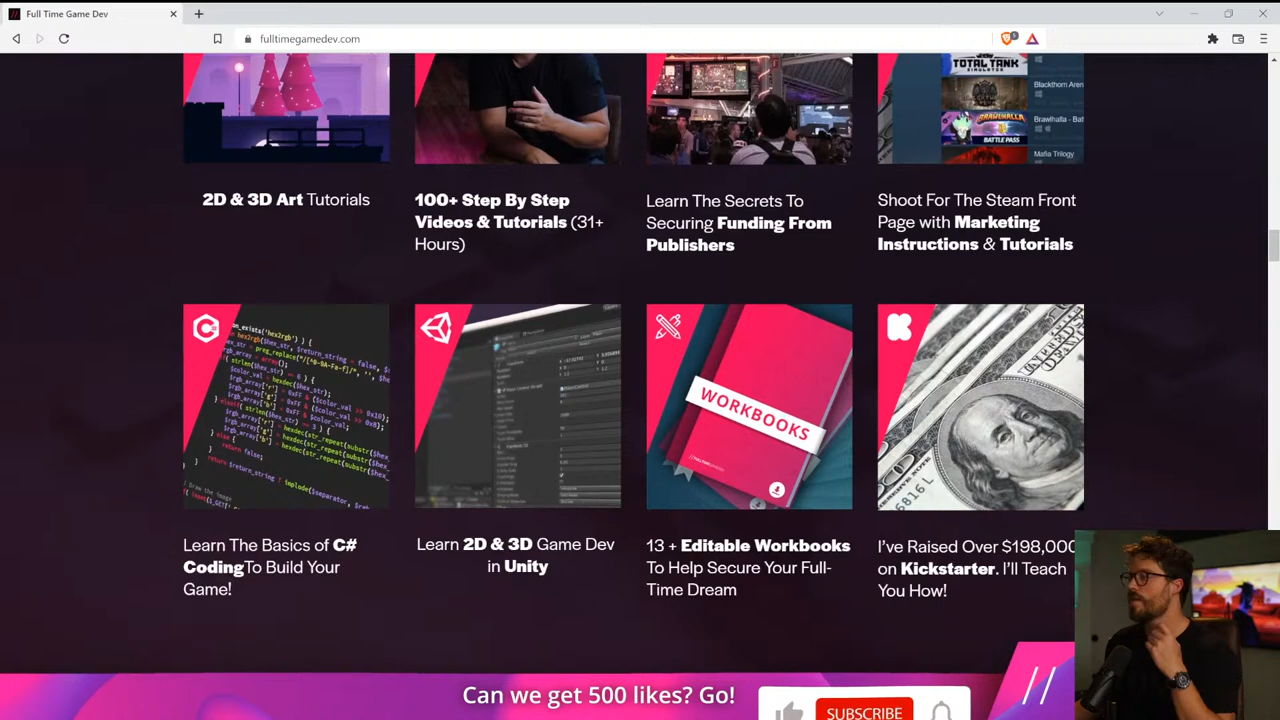 Full Time Game Dev
fulltimegamedev.com
TOTAL TANK
SIMULATOR
Blackthorn Aren
Brawlhalla - Bat
BRAWLHALLA
BATTLE PASS
Mafia Trilogy
2D & 3D Art Tutorials
100+ Step By Step
Videos & Tutorials (31+
Hours)
Learn The Secrets To
Securing Funding From
Publishers
Shoot For The Steam Front
Page with Marketing
Instructions & Tutorials
WORKBOOKS
Learn The Basics of C#
CodingTo Build Your
Game!
Learn 2D & 3D Game Dev
in Unity
13 + Editable Workbooks
To Help Secure Your Full-
Time Dream
I've Raised Over $198,000
on Kickstarter. I'll Teach
You How!
Can we get 500 likes? Go!
SUBSCRIBE